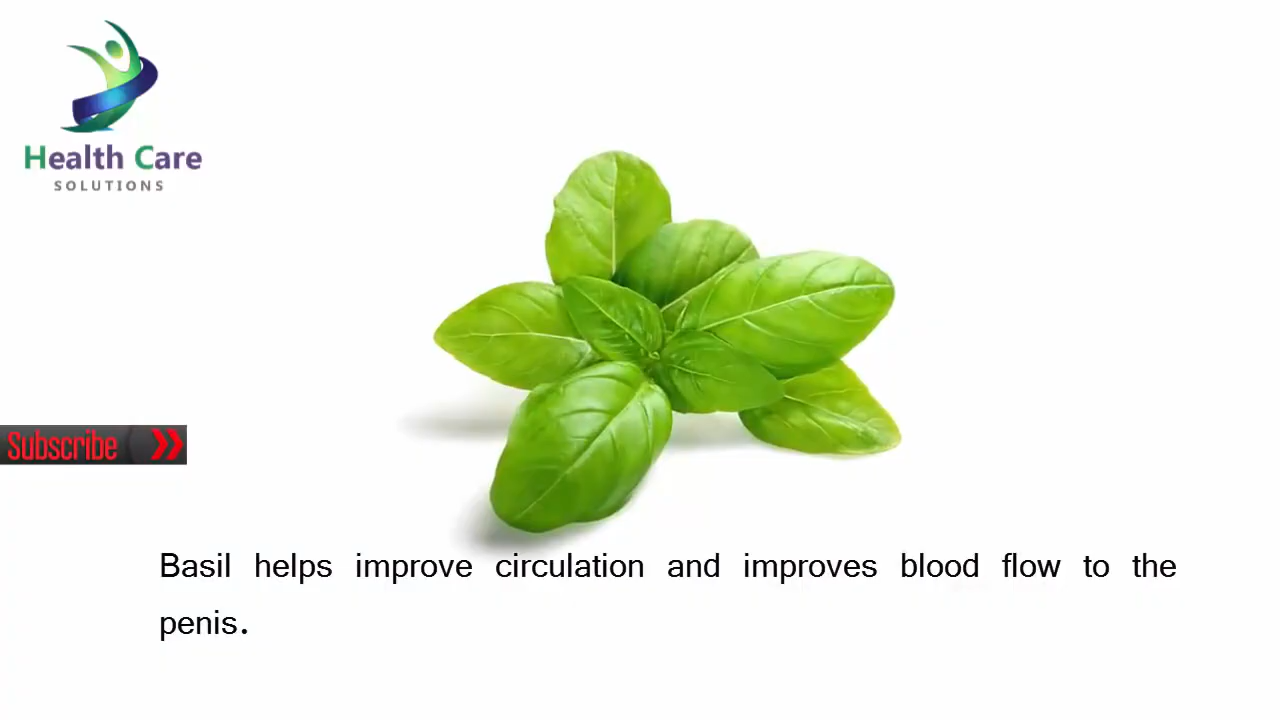 Health Care
SOLUTIONS
Subscribe
Basil helps improve circulation and improves blood flow to the
penis.